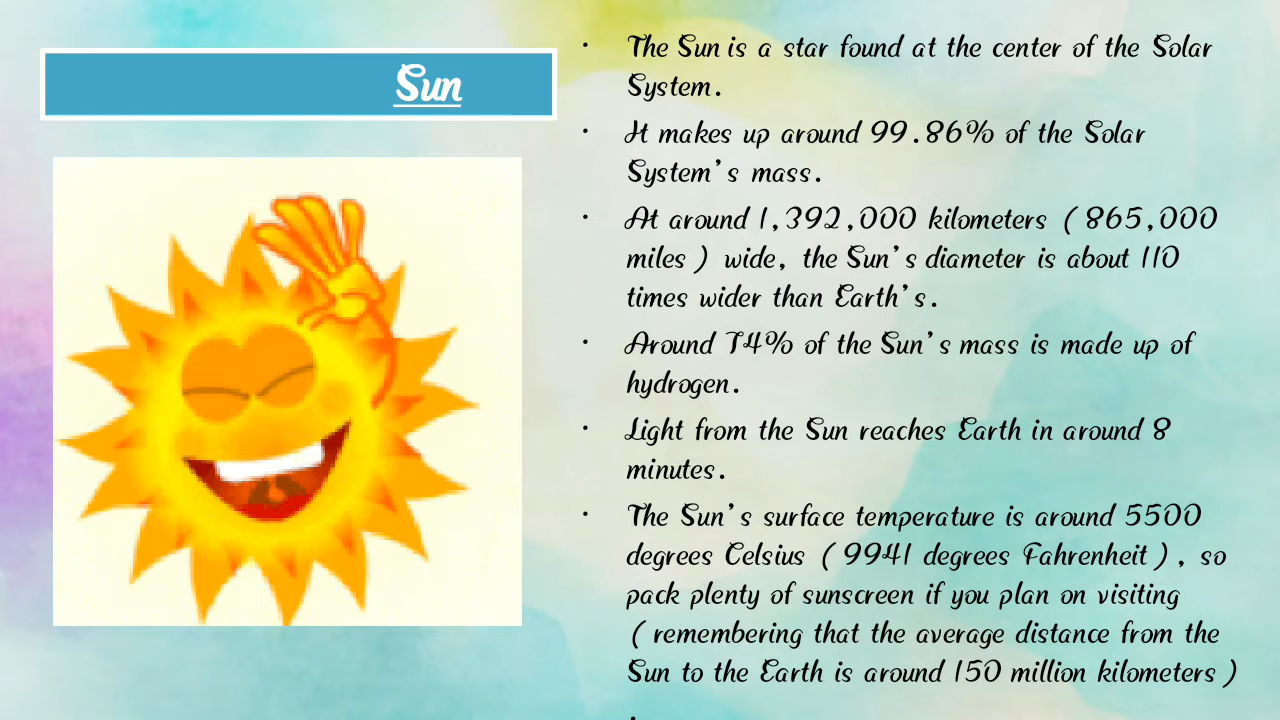 Sun
• The Sun is a star found at the center of the Solar
System.
• It makes up around 99.86% of the Solar
System's mass.
• At around 1,392,000 kilometers (865,000
miles) wide, the Sun's diameter is about 110
times wider than Earth's.
• Around 74% of the Sun's mass is made up of
hydrogen.
• Light from the Sun reaches Earth in around 8
minutes.
• The Sun's surface temperature is around 5500
degrees Celsius (9941 degrees Fahrenheit), so
pack plenty of sunscreen if you plan on visiting
(remembering that the average distance from the
Sun to the Earth is around 150 million kilometers)
.